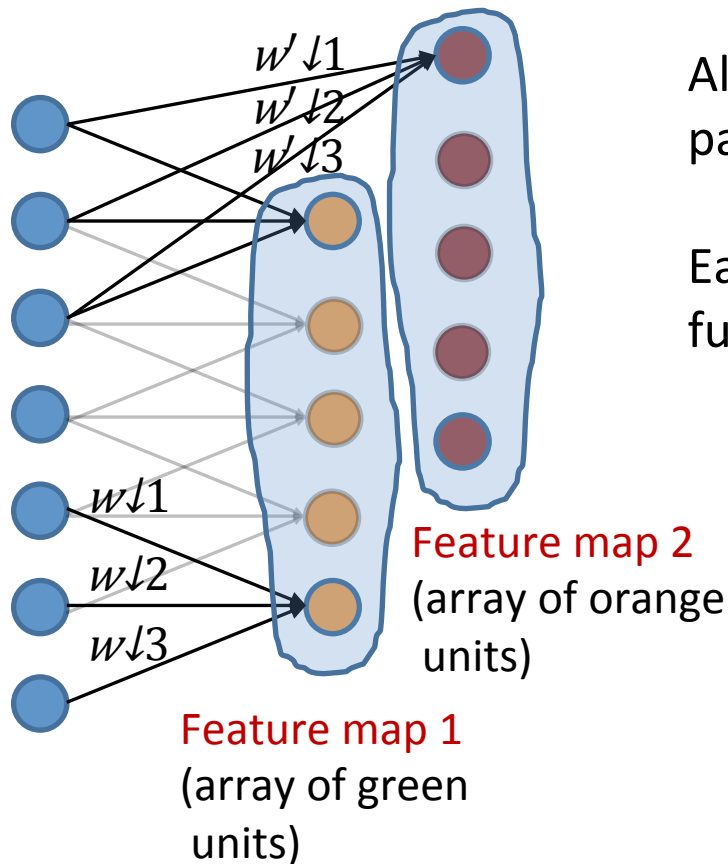 w′↓1
w′↓2
w′↓3
Al
pa
Ea
fu
w↓1
w↓2
w↓3
Feature map 2
(array of orange
units)
Feature map 1
(array of green
units)